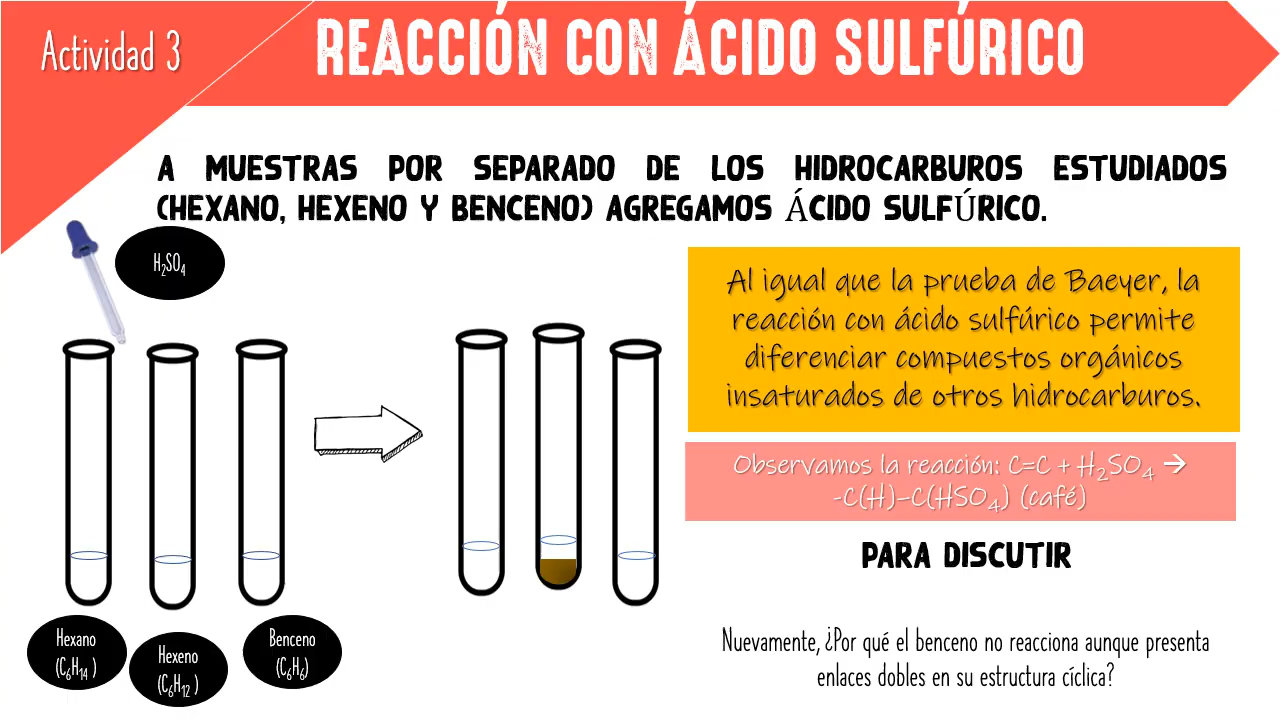 Actividad 3
REACCIÓN CON ÁCIDO SULFÚRICO
A MUESTRAS POR SEPARADO DE LOS HIDROCARBUROS ESTUDIADOS
(HEXANO, HEXENO Y BENCENO) AGREGAMOS ÁCIDO SULFÚRICO.
H₂SO₄
Al igual que la prueba de Baeyer, la
reacción con ácido sulfúrico permite
diferenciar compuestos orgánicos
insaturados de otros hidrocarburos.
Observamos la reacción: C=C + H₂SO₄ →
-C(H)–C(HSO₄) (café)
PARA DISCUTIR
Nuevamente, ¿Por qué el benceno no reacciona aunque presenta
enlaces dobles en su estructura cíclica?
Hexano
(C₆H₁₄ )
Hexeno
(C₆H₁₂ )
Benceno
(C₆H₆)